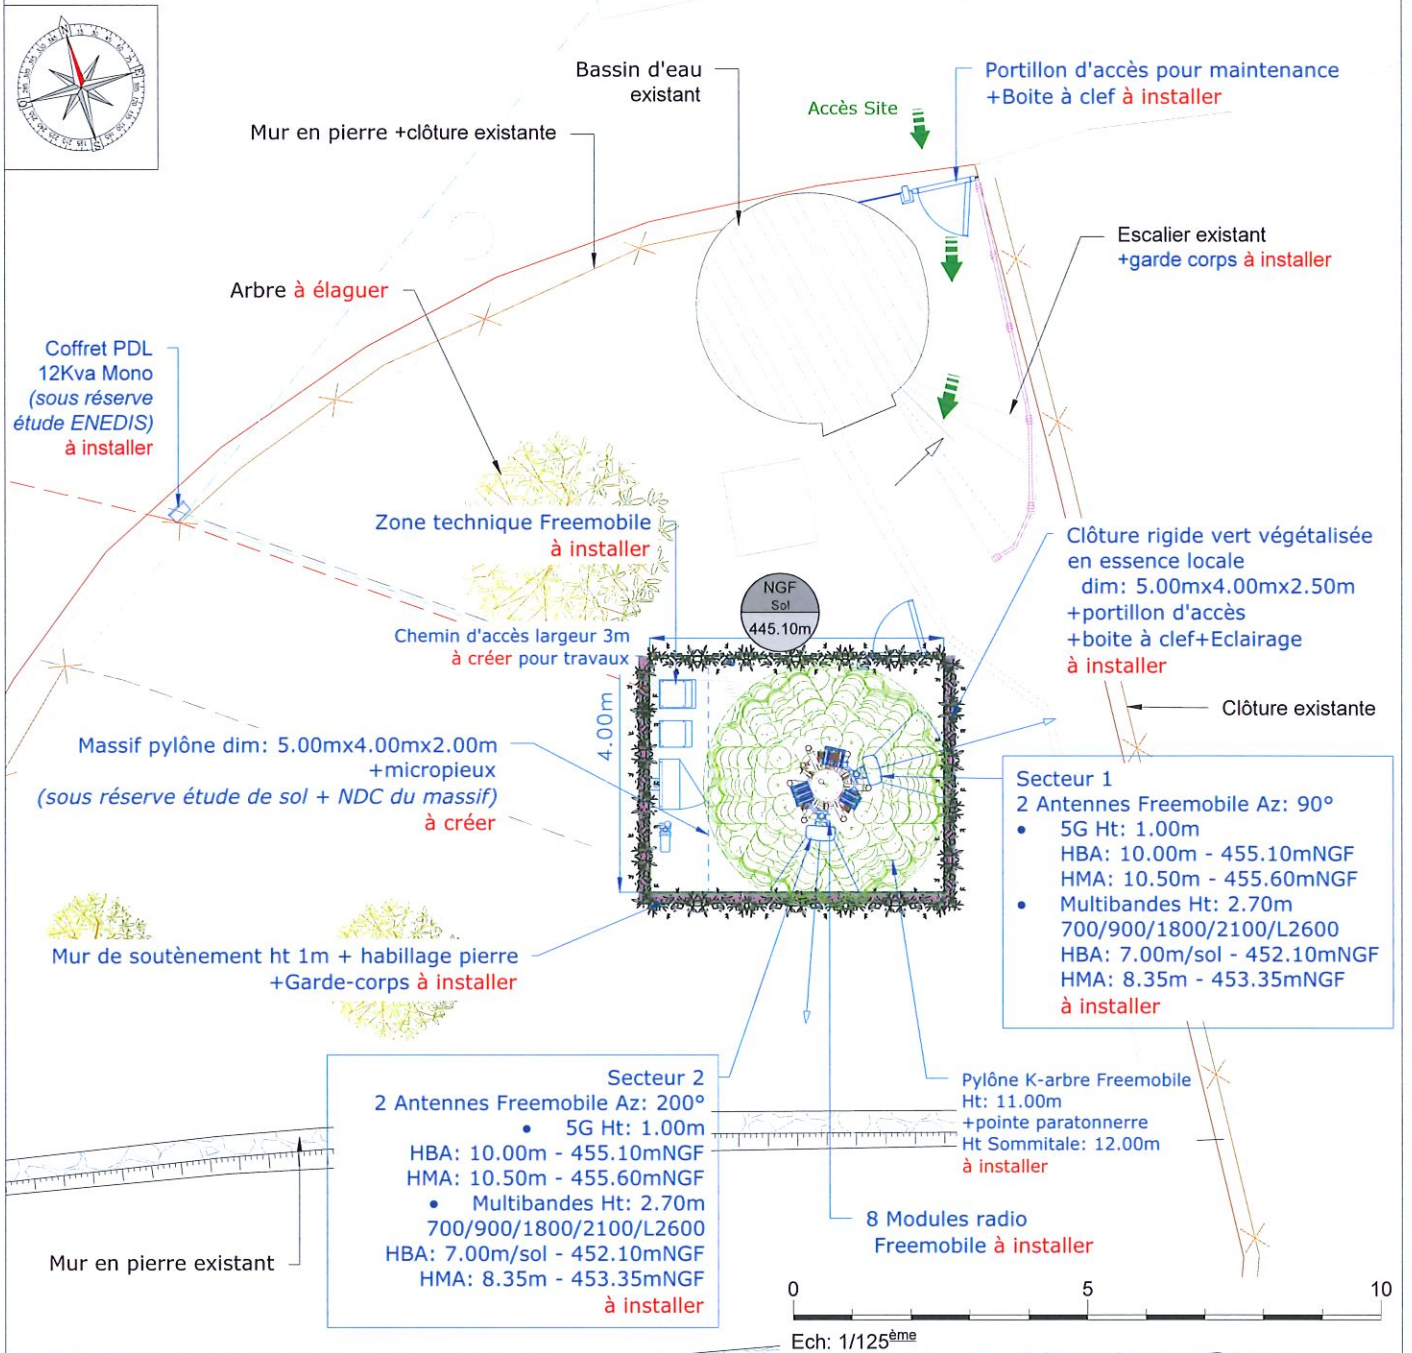 N
E
S
O
Bassin d'eau
existant
Portillon d'accès pour maintenance
+Boite à clef à installer
Accès Site
Mur en pierre +clôture existante
Escalier existant
+garde corps à installer
Arbre à élaguer
Coffret PDL
12Kva Mono
(sous réserve
étude ENEDIS)
à installer
Zone technique Freemobile
à installer
Clôture rigide vert végétalisée
en essence locale
dim: 5.00mx4.00mx2.50m
+portillon d'accès
+boite à clef+Eclairage
à installer
NGF
Sol
445.10m
Chemin d'accès largeur 3m
à créer pour travaux
4.00m
Clôture existante
Massif pylône dim: 5.00mx4.00mx2.00m
+micropieux
(sous réserve étude de sol + NDC du massif)
à créer
Secteur 1
2 Antennes Freemobile Az: 90°
• 5G Ht: 1.00m
HBA: 10.00m - 455.10mNGF
HMA: 10.50m - 455.60mNGF
• Multibandes Ht: 2.70m
700/900/1800/2100/L2600
HBA: 7.00m/sol - 452.10mNGF
HMA: 8.35m - 453.35mNGF
à installer
Mur de soutènement ht 1m + habillage pierre
+Garde-corps à installer
Secteur 2
2 Antennes Freemobile Az: 200°
• 5G Ht: 1.00m
HBA: 10.00m - 455.10mNGF
HMA: 10.50m - 455.60mNGF
• Multibandes Ht: 2.70m
700/900/1800/2100/L2600
HBA: 7.00m/sol - 452.10mNGF
HMA: 8.35m - 453.35mNGF
à installer
Pylône K-arbre Freemobile
Ht: 11.00m
+pointe paratonnerre
Ht Sommitale: 12.00m
à installer
8 Modules radio
Freemobile à installer
Mur en pierre existant
0 5 10
Ech: 1/125ème